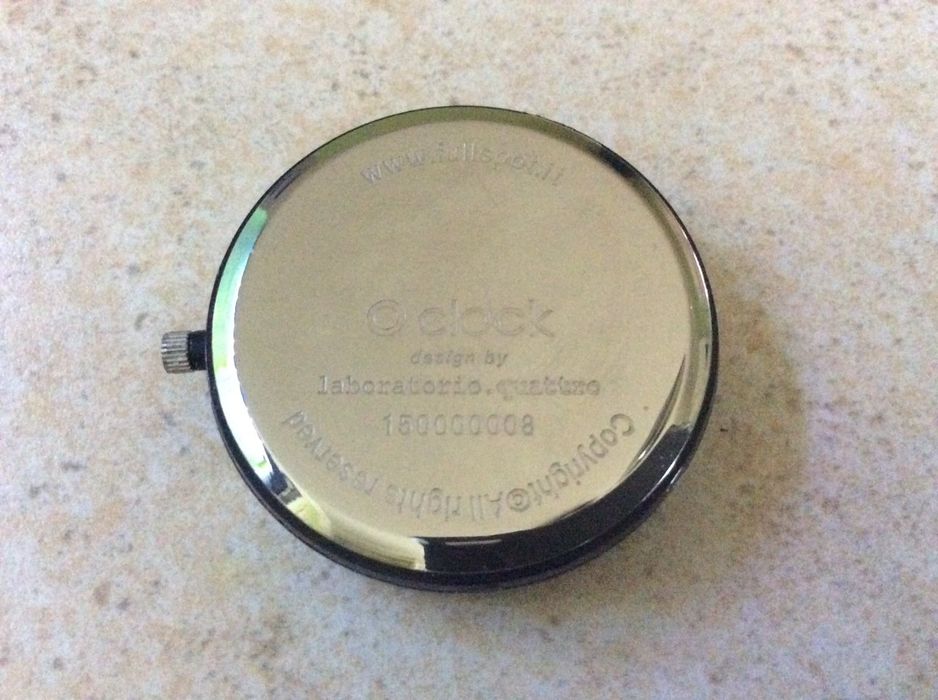 www.fullspot.it
O clock
design by
laboratorio.quattro
150000008
Copyright©All rights reserved